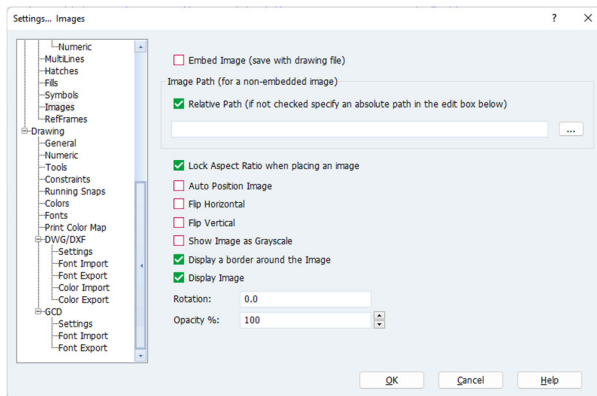 Settings... Images
?
Numeric
MultiLines
Hatches
Fills
Symbols
Images
RefFrames
Drawing
General
Numeric
Tools
Constraints
Running Snaps
Colors
Fonts
Print Color Map
DWG/DXF
Settings
Font Import
Font Export
Color Import
Color Export
GCD
Settings
Font Import
Font Export
Embed Image (save with drawing file)
Image Path (for a non-embedded image)
Relative Path (if not checked specify an absolute path in the edit box below)
...
Lock Aspect Ratio when placing an image
Auto Position Image
Flip Horizontal
Flip Vertical
Show Image as Grayscale
Display a border around the Image
Display Image
Rotation: 0.0
Opacity %: 100
OK Cancel Help